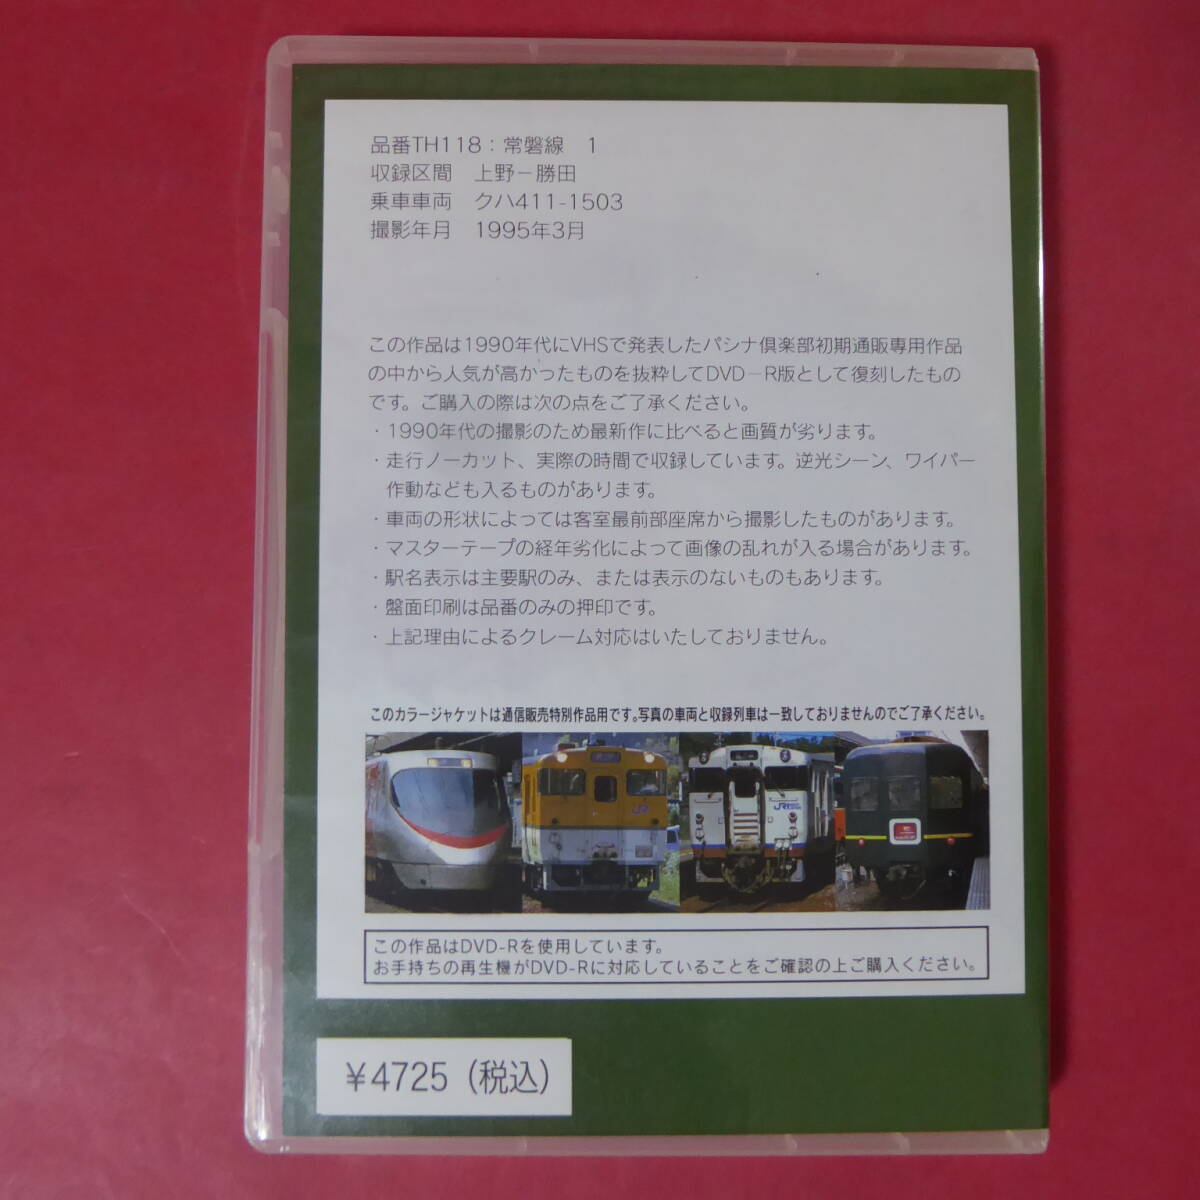 品番TH118：常磐線　1
収録区間　上野－勝田
乗車車両　クハ411-1503
撮影年月　1995年3月
この作品は1990年代にVHSで発表したパシナ倶楽部初期通販専用作品
の中から人気が高かったものを抜粋してDVD－R版として復刻したもの
です。ご購入の際は次の点をご了承ください。
・1990年代の撮影のため最新作に比べると画質が劣ります。
・走行ノーカット、実際の時間で収録しています。逆光シーン、ワイパー
作動なども入るものがあります。
・車両の形状によっては客室最前部座席から撮影したものがあります。
・マスターテープの経年劣化によって画像の乱れが入る場合があります。
・駅名表示は主要駅のみ、または表示のないものもあります。
・盤面印刷は品番のみの押印です。
・上記理由によるクレーム対応はいたしておりません。
このカラージャケットは通信販売特別作品用です。写真の車両と収録列車は一致しておりませんのでご了承ください。
JR
JR
この作品はDVD-Rを使用しています。
お手持ちの再生機がDVD-Rに対応していることをご確認の上ご購入ください。
￥4725（税込）